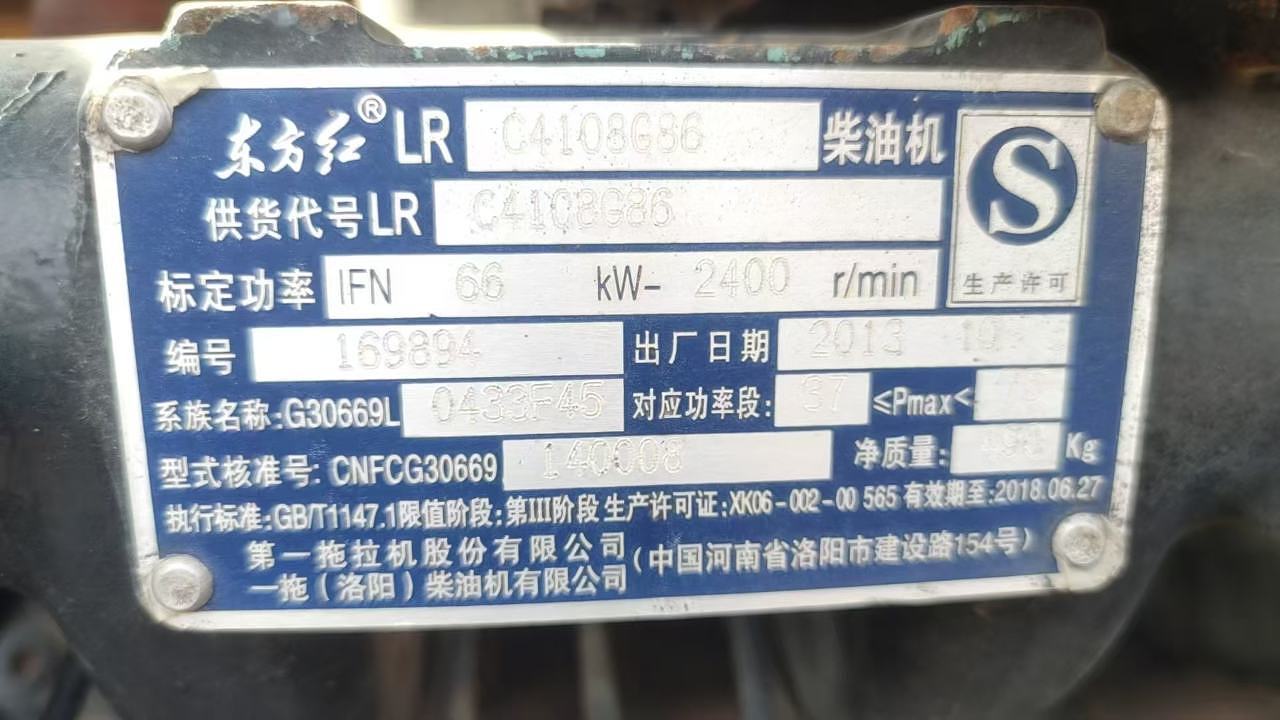 东方红® LR C4108G86 柴油机
供货代号LR C4108G86
S
生产许可
标定功率 IFN 66 kW- 2400 r/min
编号 169894 出厂日期 2013 10
系族名称:G30669L 0433F45 对应功率段: 37 ≤Pmax<
型式核准号: CNFCG30669 140008 净质量: Kg
执行标准:GB/T1147.1限值阶段:第III阶段 生产许可证:XK06-002-00 565 有效期至:2018.06.27
第一拖拉机股份有限公司
一拖(洛阳)柴油机有限公司
(中国河南省洛阳市建设路154号)